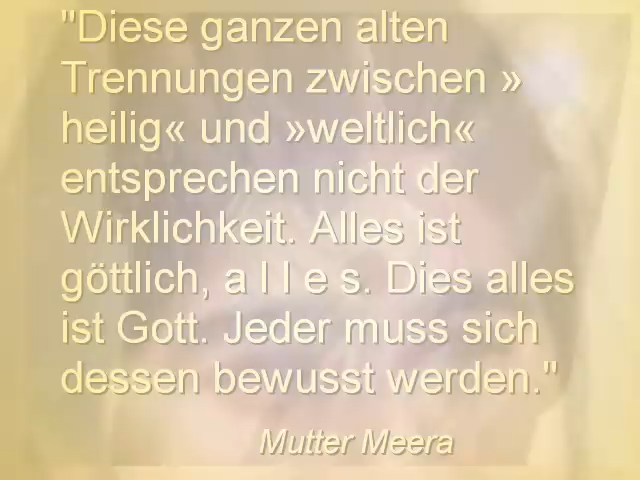 "Diese ganzen alten
Trennungen zwischen »
heilig« und »weltlich«
entsprechen nicht der
Wirklichkeit. Alles ist
göttlich, a l l e s. Dies alles
ist Gott. Jeder muss sich
dessen bewusst werden."
Mutter Meera